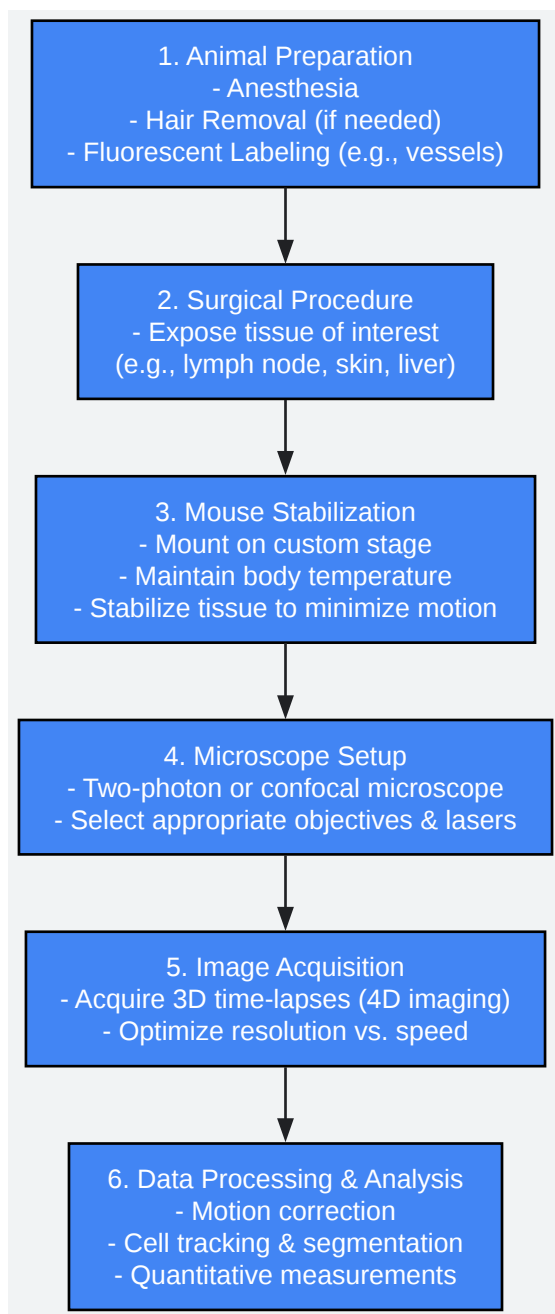 1. Animal Preparation
- Anesthesia
- Hair Removal (if needed)
- Fluorescent Labeling (e.g., vessels)
2. Surgical Procedure
- Expose tissue of interest
(e.g., lymph node, skin, liver)
3. Mouse Stabilization
- Mount on custom stage
- Maintain body temperature
- Stabilize tissue to minimize motion
4. Microscope Setup
- Two-photon or confocal microscope
- Select appropriate objectives & lasers
5. Image Acquisition
- Acquire 3D time-lapses (4D imaging)
- Optimize resolution vs. speed
6. Data Processing & Analysis
- Motion correction
- Cell tracking & segmentation
- Quantitative measurements